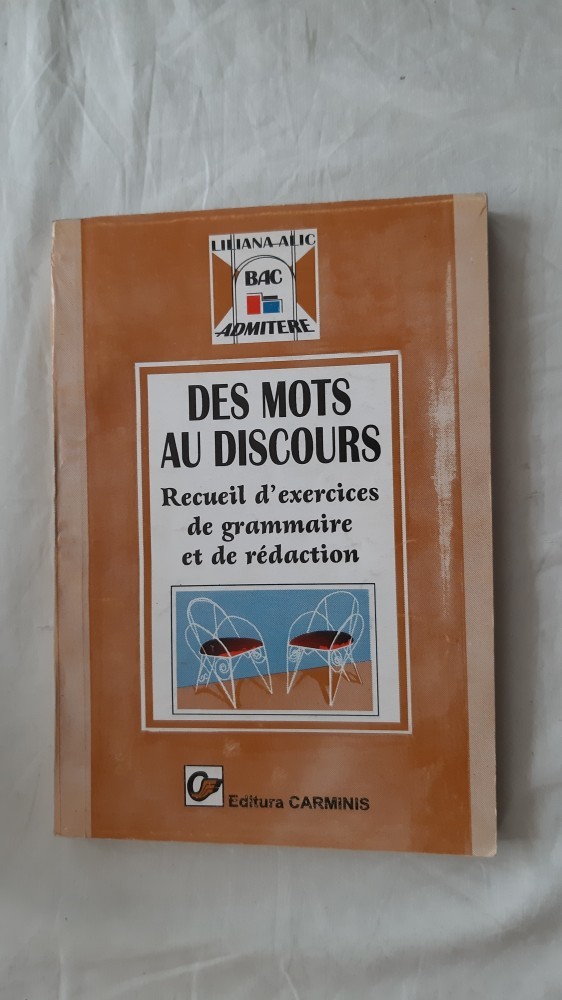 LILIANA ALIC
BAC
ADMITERE
DES MOTS
AU DISCOURS
Recueil d'exercices
de grammaire
et de rédaction
Editura CARMINIS